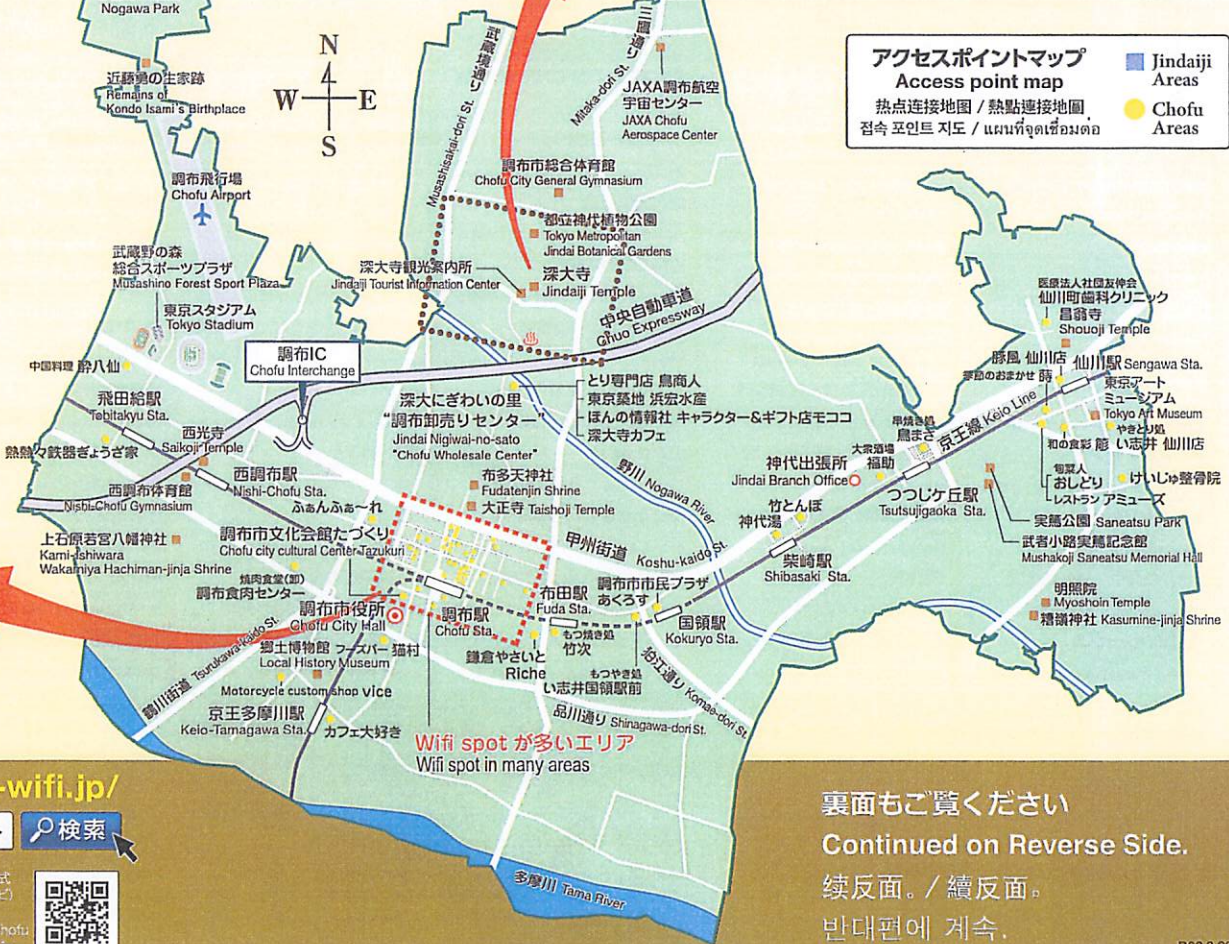 Nogawa Park
近藤勇の生家跡
Remains of
Kondo Isami's Birthplace
N
W E
S
武蔵境通り
Musashisakai-dori St.
三鷹通り
Mitaka-dori St.
JAXA調布航空
宇宙センター
JAXA Chofu
Aerospace Center
アクセスポイントマップ
Access point map
热点连接地图 / 熱點連接地圖
접속 포인트 지도 / แผนที่จุดเชื่อมต่อ
Jindaiji
Areas
Chofu
Areas
調布飛行場
Chofu Airport
調布市総合体育館
Chofu City General Gymnasium
都立神代植物公園
Tokyo Metropolitan
Jindai Botanical Gardens
武蔵野の森
総合スポーツプラザ
Musashino Forest Sport Plaza
深大寺観光案内所
Jindaiji Tourist Information Center
深大寺
Jindaiji Temple
東京スタジアム
Tokyo Stadium
中央自動車道
Chuo Expressway
調布IC
Chofu Interchange
中国料理 酔八仙
飛田給駅
Tobitakyu Sta.
西光寺
Saikoji Temple
熱熱々鉄器ぎょうざ家
西調布体育館
Nishi-Chofu Gymnasium
西調布駅
Nishi-Chofu Sta.
深大にぎわいの里
"調布卸売りセンター
Jindai Nigiwai-no-sato
"Chofu Wholesale Center"
とり専門店 鳥商人
東京築地 浜宏水産
ほんの情報社 キャラクター&ギフト店モココ
深大寺カフェ
布多天神社
Fudatenjin Shrine
大正寺 Taishoji Temple
野川 Nogawa River
医療法人社団友伸会
仙川町歯科クリニック
昌翁寺
Shouoji Temple
豚風 仙川店
仙川駅 Sengawa Sta.
季節のおまかせ 蒔
東京アート
ミュージアム
Tokyo Art Museum
やきとり処
い志井 仙川店
和の食彩
旬菜人
おしどり
レストラン アミューズ
けいじゅ整骨院
京王線 Keio Line
串焼き処
鳥まさ
大衆酒場
福助
神代出張所
Jindai Branch Office
つつじケ丘駅
Tsutsujigaoka Sta.
実篤公園 Saneatsu Park
武者小路実篤記念館
Mushakoji Saneatsu Memorial Hall
竹とんぼ
神代湯
柴崎駅
Shibasaki Sta.
明照院
Myoshoin Temple
糟嶺神社 Kasumine-jinja Shrine
ふぁんふぁ〜れ
調布市文化会館たづくり
Chofu city cultural Center Tazukuri
上石原若宮八幡神社
Kami-Ishiwara
Wakamiya Hachiman-jinja Shrine
焼肉食堂(卸)
調布食肉センター
甲州街道 Koshu-kaido St.
調布市役所
Chofu City Hall
調布駅
Chofu Sta.
布田駅
Fuda Sta.
調布市市民プラザ
あくろす
国領駅
Kokuryo Sta.
もつ焼き処
竹次
鎌倉やさいと
Riche
もつやき処
い志井国領駅前
狛江通り Komae-dori St.
品川通り Shinagawa-dori St.
鶴川街道 Tsurukawa-kaido St.
郷土博物館
Local History Museum
フーズバー 猫村
Motorcycle custom shop vice
京王多摩川駅
Keio-Tamagawa Sta.
カフェ大好き
Wifi spot が多いエリア
Wifi spot in many areas
多摩川 Tama River
-wifi.jp/
検索
裏面もご覧ください
Continued on Reverse Side.
续反面。/ 續反面。
반대편에 계속.